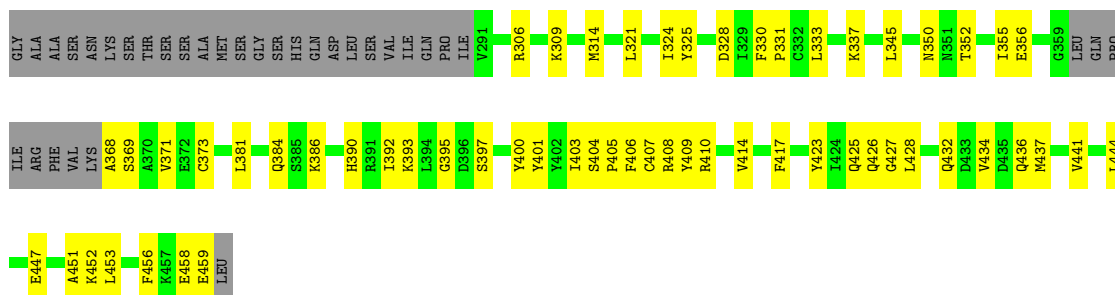 GLY ALA ALA SER ASN LYS SER THR SER SER ALA MET SER GLY SER HIS GLN ASP LEU SER VAL ILE GLN PRO ILE V291 R306 K309 M314 L321 I324 Y325 D328 I329 F330 P331 C332 L333 K337 L345 N350 N351 T352 I355 E356 G359 LEU GLN PRO
ILE ARG PHE VAL LYS A368 S369 A370 V371 E372 C373 L381 Q384 S385 K386 H390 R391 I392 K393 L394 G395 D396 S397 Y400 Y401 Y402 I403 S404 P405 F406 C407 R408 Y409 R410 V414 F417 Y423 I424 Q425 Q426 G427 L428 Q432 D433 V434 D435 Q436 M437 V441 L444
E447 A451 K452 L453 F456 K457 E458 E459 LEU